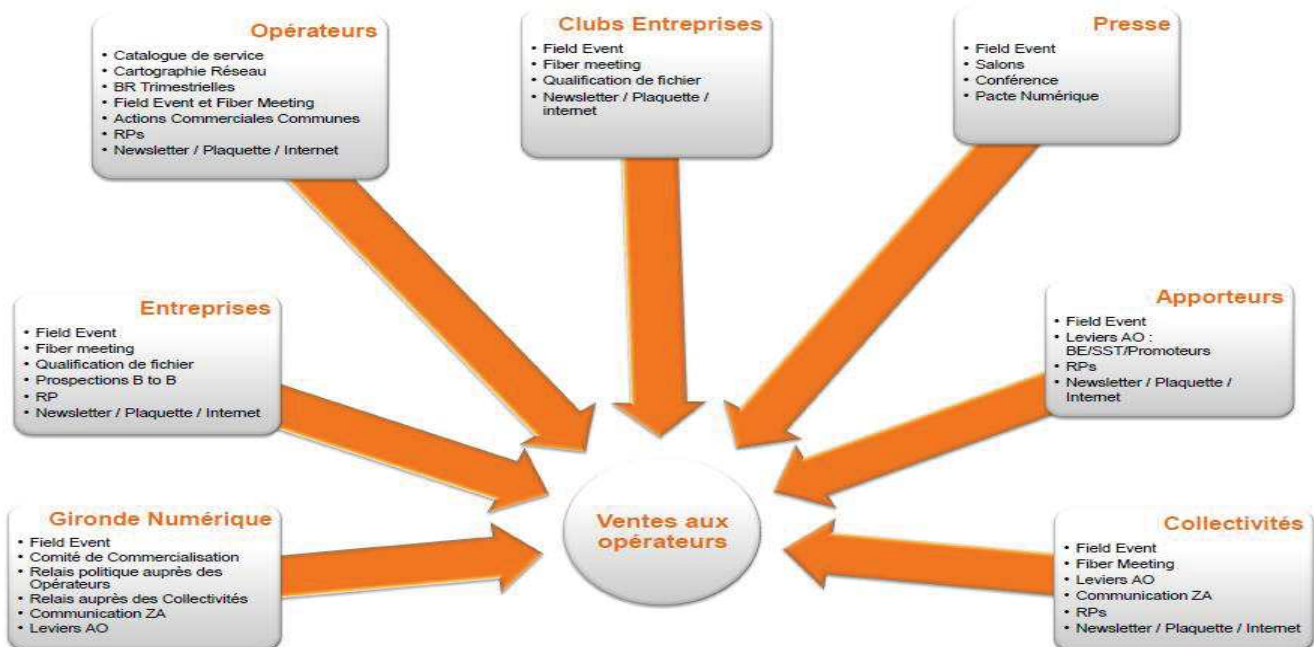 Opérateurs
• Catalogue de service
• Cartographie Réseau
• BR Trimestrielles
• Field Event et Fiber Meeting
• Actions Commerciales Communes
• RPs
• Newsletter / Plaquette / Internet
Clubs Entreprises
• Field Event
• Fiber meeting
• Qualification de fichier
• Newsletter / Plaquette /
internet
Presse
• Field Event
• Salons
• Conférence
• Pacte Numérique
Entreprises
• Field Event
• Fiber meeting
• Qualification de fichier
• Prospections B to B
• RP
• Newsletter / Plaquette / Internet
Apporteurs
• Field Event
• Leviers AO :
BE/SST/Promoteurs
• RPs
• Newsletter / Plaquette /
Internet
Gironde Numérique
• Field Event
• Comité de Commercialisation
• Relais politique auprès des
Opérateurs
• Relais auprès des Collectivités
• Communication ZA
• Leviers AO
Ventes aux
opérateurs
Collectivités
• Field Event
• Fiber Meeting
• Leviers AO
• Communication ZA
• RPs
• Newsletter / Plaquette / Internet